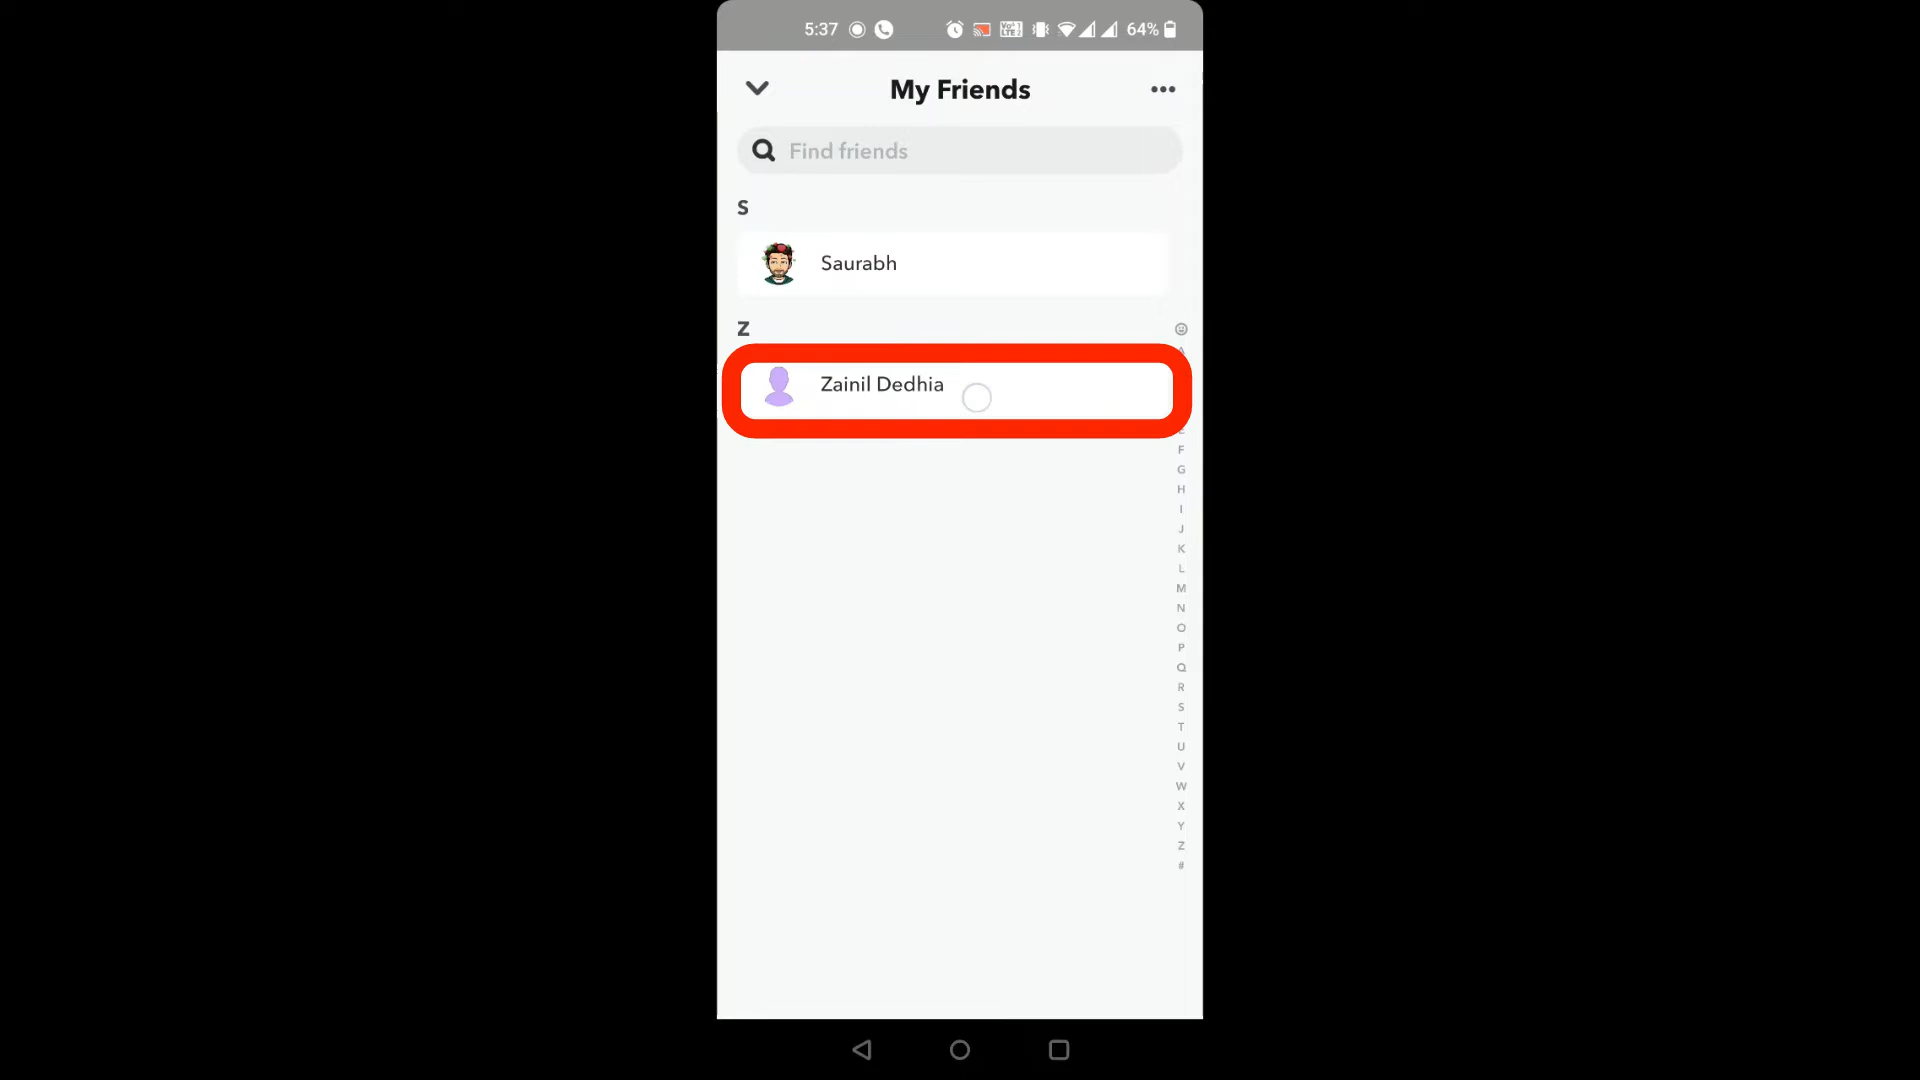 5:37 64%
My Friends
Find friends
S
Saurabh
Z
Zainil Dedhia
F
G
H
I
J
K
L
M
N
O
P
Q
R
S
T
U
V
W
X
Y
Z
#